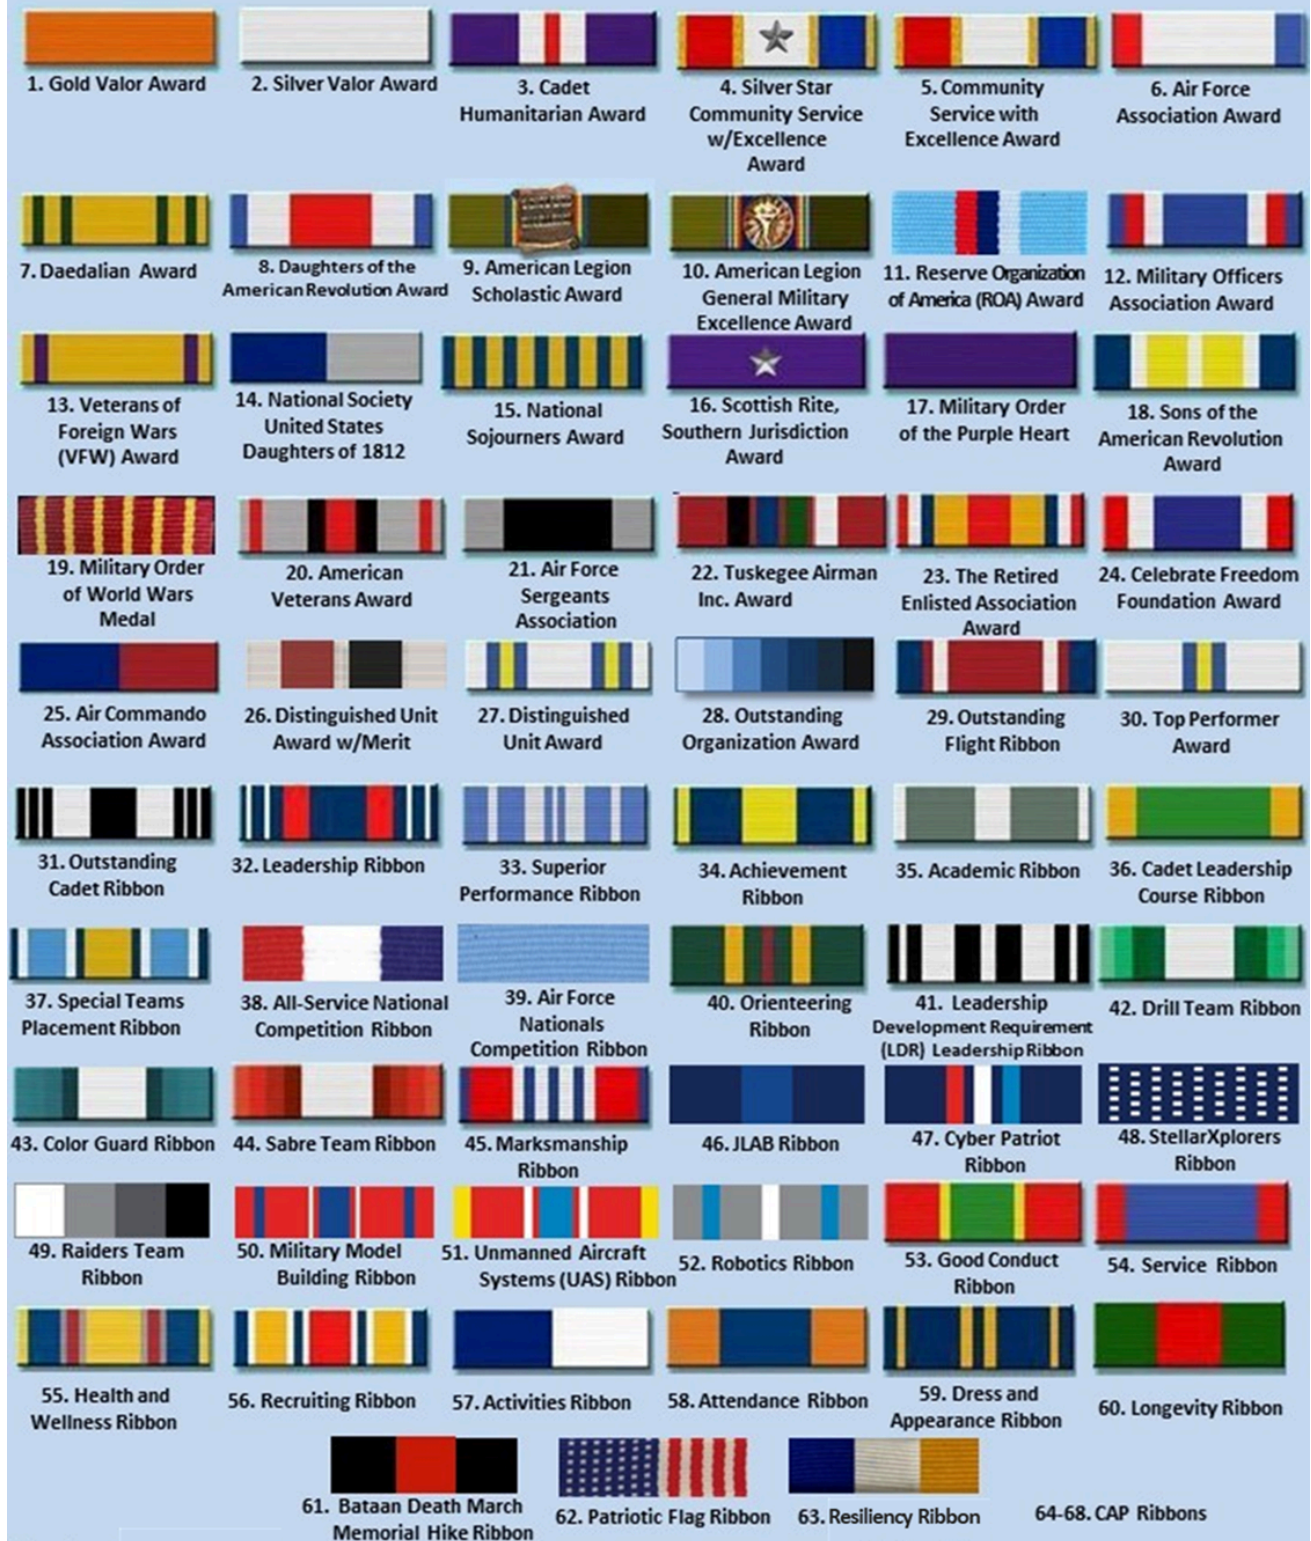 1. Gold Valor Award
2. Silver Valor Award
3. Cadet
Humanitarian Award
4. Silver Star
Community Service
w/Excellence
Award
5. Community
Service with
Excellence Award
6. Air Force
Association Award
7. Daedalian Award
8. Daughters of the
American Revolution Award
9. American Legion
Scholastic Award
10. American Legion
General Military
Excellence Award
11. Reserve Organization
of America (ROA) Award
12. Military Officers
Association Award
13. Veterans of
Foreign Wars
(VFW) Award
14. National Society
United States
Daughters of 1812
15. National
Sojourners Award
16. Scottish Rite,
Southern Jurisdiction
Award
17. Military Order
of the Purple Heart
18. Sons of the
American Revolution
Award
19. Military Order
of World Wars
Medal
20. American
Veterans Award
21. Air Force
Sergeants
Association
22. Tuskegee Airman
Inc. Award
23. The Retired
Enlisted Association
Award
24. Celebrate Freedom
Foundation Award
25. Air Commando
Association Award
26. Distinguished Unit
Award w/Merit
27. Distinguished
Unit Award
28. Outstanding
Organization Award
29. Outstanding
Flight Ribbon
30. Top Performer
Award
31. Outstanding
Cadet Ribbon
32. Leadership Ribbon
33. Superior
Performance Ribbon
34. Achievement
Ribbon
35. Academic Ribbon
36. Cadet Leadership
Course Ribbon
37. Special Teams
Placement Ribbon
38. All-Service National
Competition Ribbon
39. Air Force
Nationals
Competition Ribbon
40. Orienteering
Ribbon
41. Leadership
Development Requirement
(LDR) Leadership Ribbon
42. Drill Team Ribbon
43. Color Guard Ribbon
44. Sabre Team Ribbon
45. Marksmanship
Ribbon
46. JLAB Ribbon
47. Cyber Patriot
Ribbon
48. StellarXplorers
Ribbon
49. Raiders Team
Ribbon
50. Military Model
Building Ribbon
51. Unmanned Aircraft
Systems (UAS) Ribbon
52. Robotics Ribbon
53. Good Conduct
Ribbon
54. Service Ribbon
55. Health and
Wellness Ribbon
56. Recruiting Ribbon
57. Activities Ribbon
58. Attendance Ribbon
59. Dress and
Appearance Ribbon
60. Longevity Ribbon
61. Bataan Death March
Memorial Hike Ribbon
62. Patriotic Flag Ribbon
63. Resiliency Ribbon
64-68. CAP Ribbons